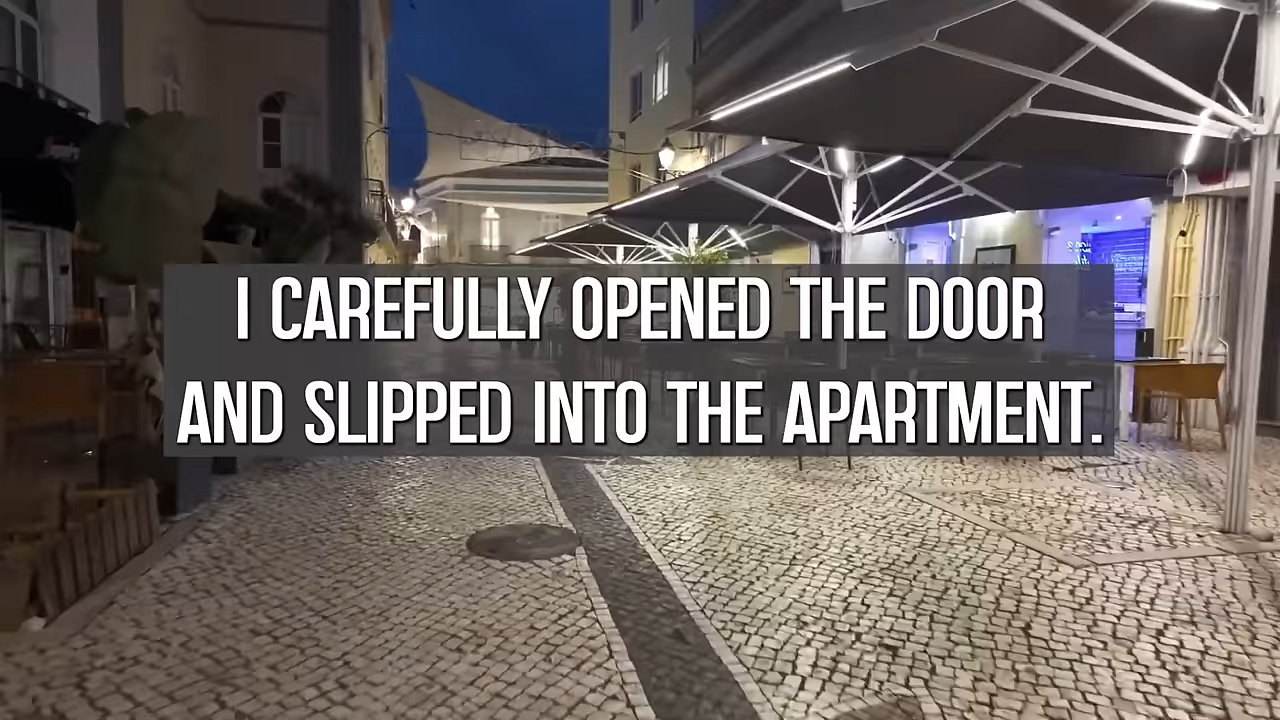 I CAREFULLY OPENED THE DOOR
AND SLIPPED INTO THE APARTMENT.